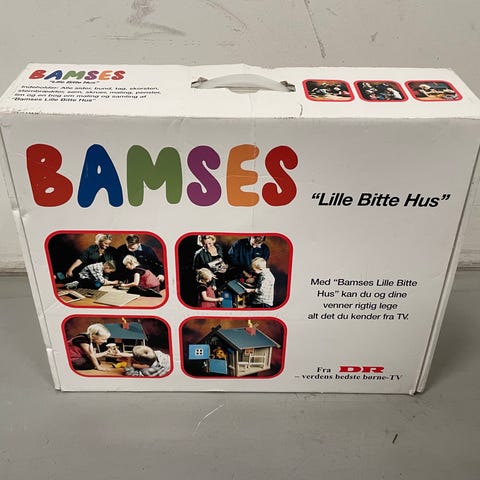 BAMSES
"Lille Bitte Hus"
Indeholder: Alle sider, bund, tag, skorsten,
sternbrædder, søm, skruer, maling, pensler,
lim og en bog om maling og samling af
"Bamses Lille Bitte Hus"
BAMSES
"Lille Bitte Hus"
Med "Bamses Lille Bitte
Hus" kan du og dine
venner rigtig lege
alt det du kender fra TV.
Fra DR
– verdens bedste børne-TV